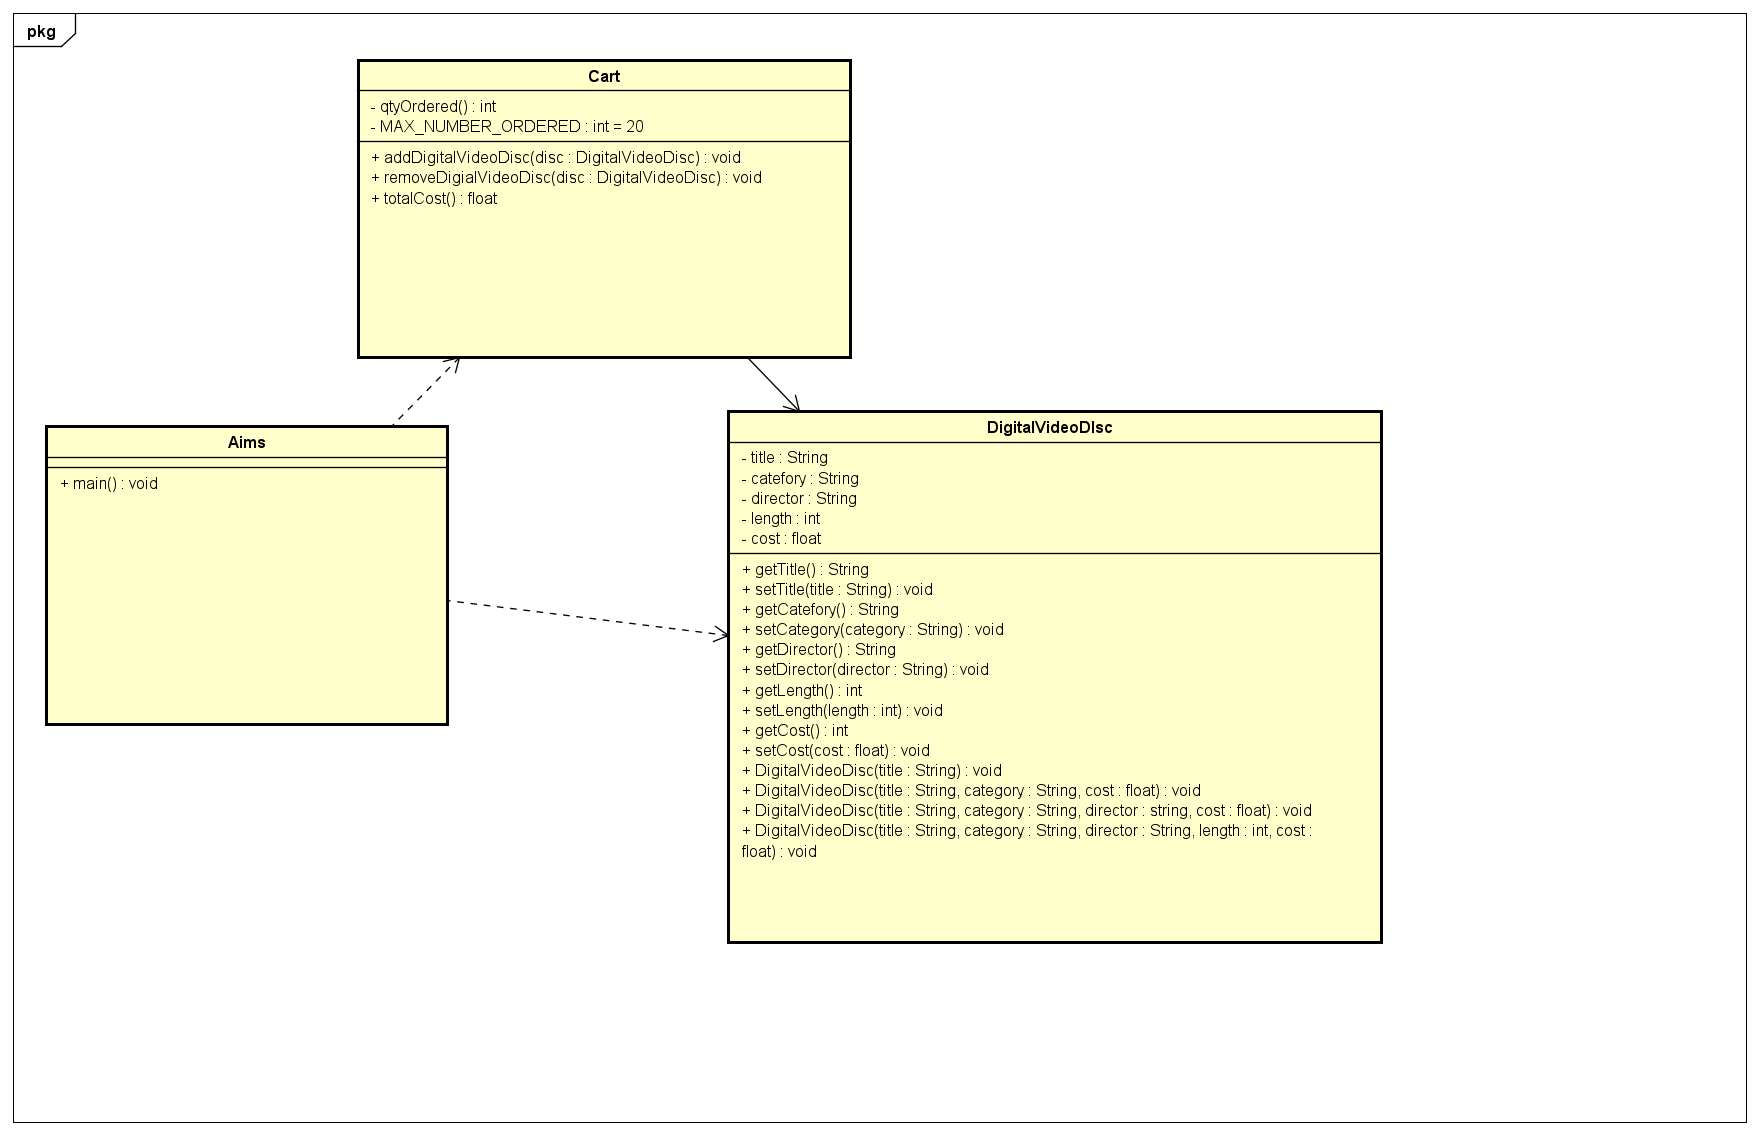 pkg
Cart
- qtyOrdered() : int
- MAX_NUMBER_ORDERED : int = 20
+ addDigitalVideoDisc(disc : DigitalVideoDisc) : void
+ removeDigialVideoDisc(disc : DigitalVideoDisc) : void
+ totalCost() : float
Aims
+ main() : void
DigitalVideoDIsc
- title : String
- catefory : String
- director : String
- length : int
- cost : float
+ getTitle() : String
+ setTitle(title : String) : void
+ getCatefory() : String
+ setCategory(category : String) : void
+ getDirector() : String
+ setDirector(director : String) : void
+ getLength() : int
+ setLength(length : int) : void
+ getCost() : int
+ setCost(cost : float) : void
+ DigitalVideoDisc(title : String) : void
+ DigitalVideoDisc(title : String, category : String, cost : float) : void
+ DigitalVideoDisc(title : String, category : String, director : string, cost : float) : void
+ DigitalVideoDisc(title : String, category : String, director : String, length : int, cost :
float) : void